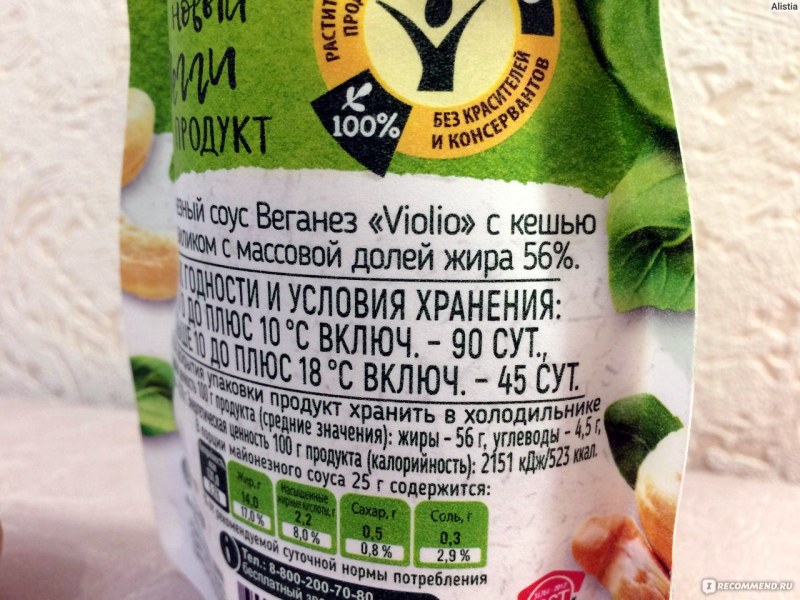 Alistia
новый
ПРОДУКТ
100%
БЕЗ КРАСИТЕЛЕЙ
И КОНСЕРВАНТОВ
соус Веганез «Violio» с кешью
с массовой долей жира 56%.
ГОДНОСТИ И УСЛОВИЯ ХРАНЕНИЯ:
ДО ПЛЮС 10 °С ВКЛЮЧ. – 90 СУТ.,
10 ДО ПЛЮС 18 °С ВКЛЮЧ. – 45 СУТ.
упаковки продукт хранить в холодильнике
100 г продукта (средние значения): жиры – 56 г, углеводы – 4,5 г,
ценность 100 г продукта (калорийность): 2151 кДж/523 ккал.
порции майонезного соуса 25 г содержится:
Жир, г
14,0
17,0%
Насыщенные
жирные кислоты, г
2,2
8,0%
Сахар, г
0,5
0,8%
Соль, г
0,3
2,9%
рекомендуемой суточной нормы потребления
i
Тел.: 8-800-200-70-80
бесплатный
RECOMMEND.RU